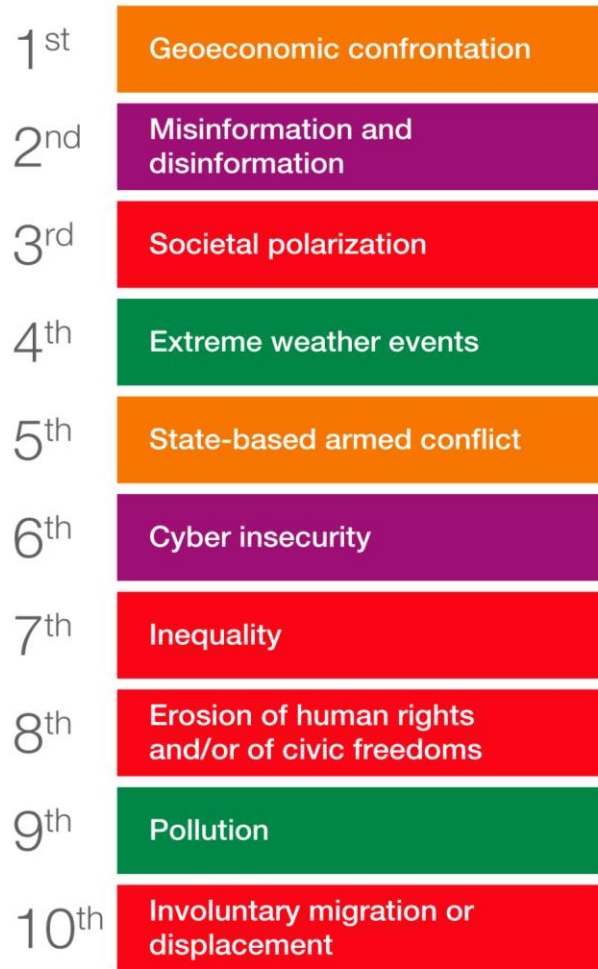 1st Geoeconomic confrontation
2nd Misinformation and
disinformation
3rd Societal polarization
4th Extreme weather events
5th State-based armed conflict
6th Cyber insecurity
7th Inequality
8th Erosion of human rights
and/or of civic freedoms
9th Pollution
10th Involuntary migration or
displacement